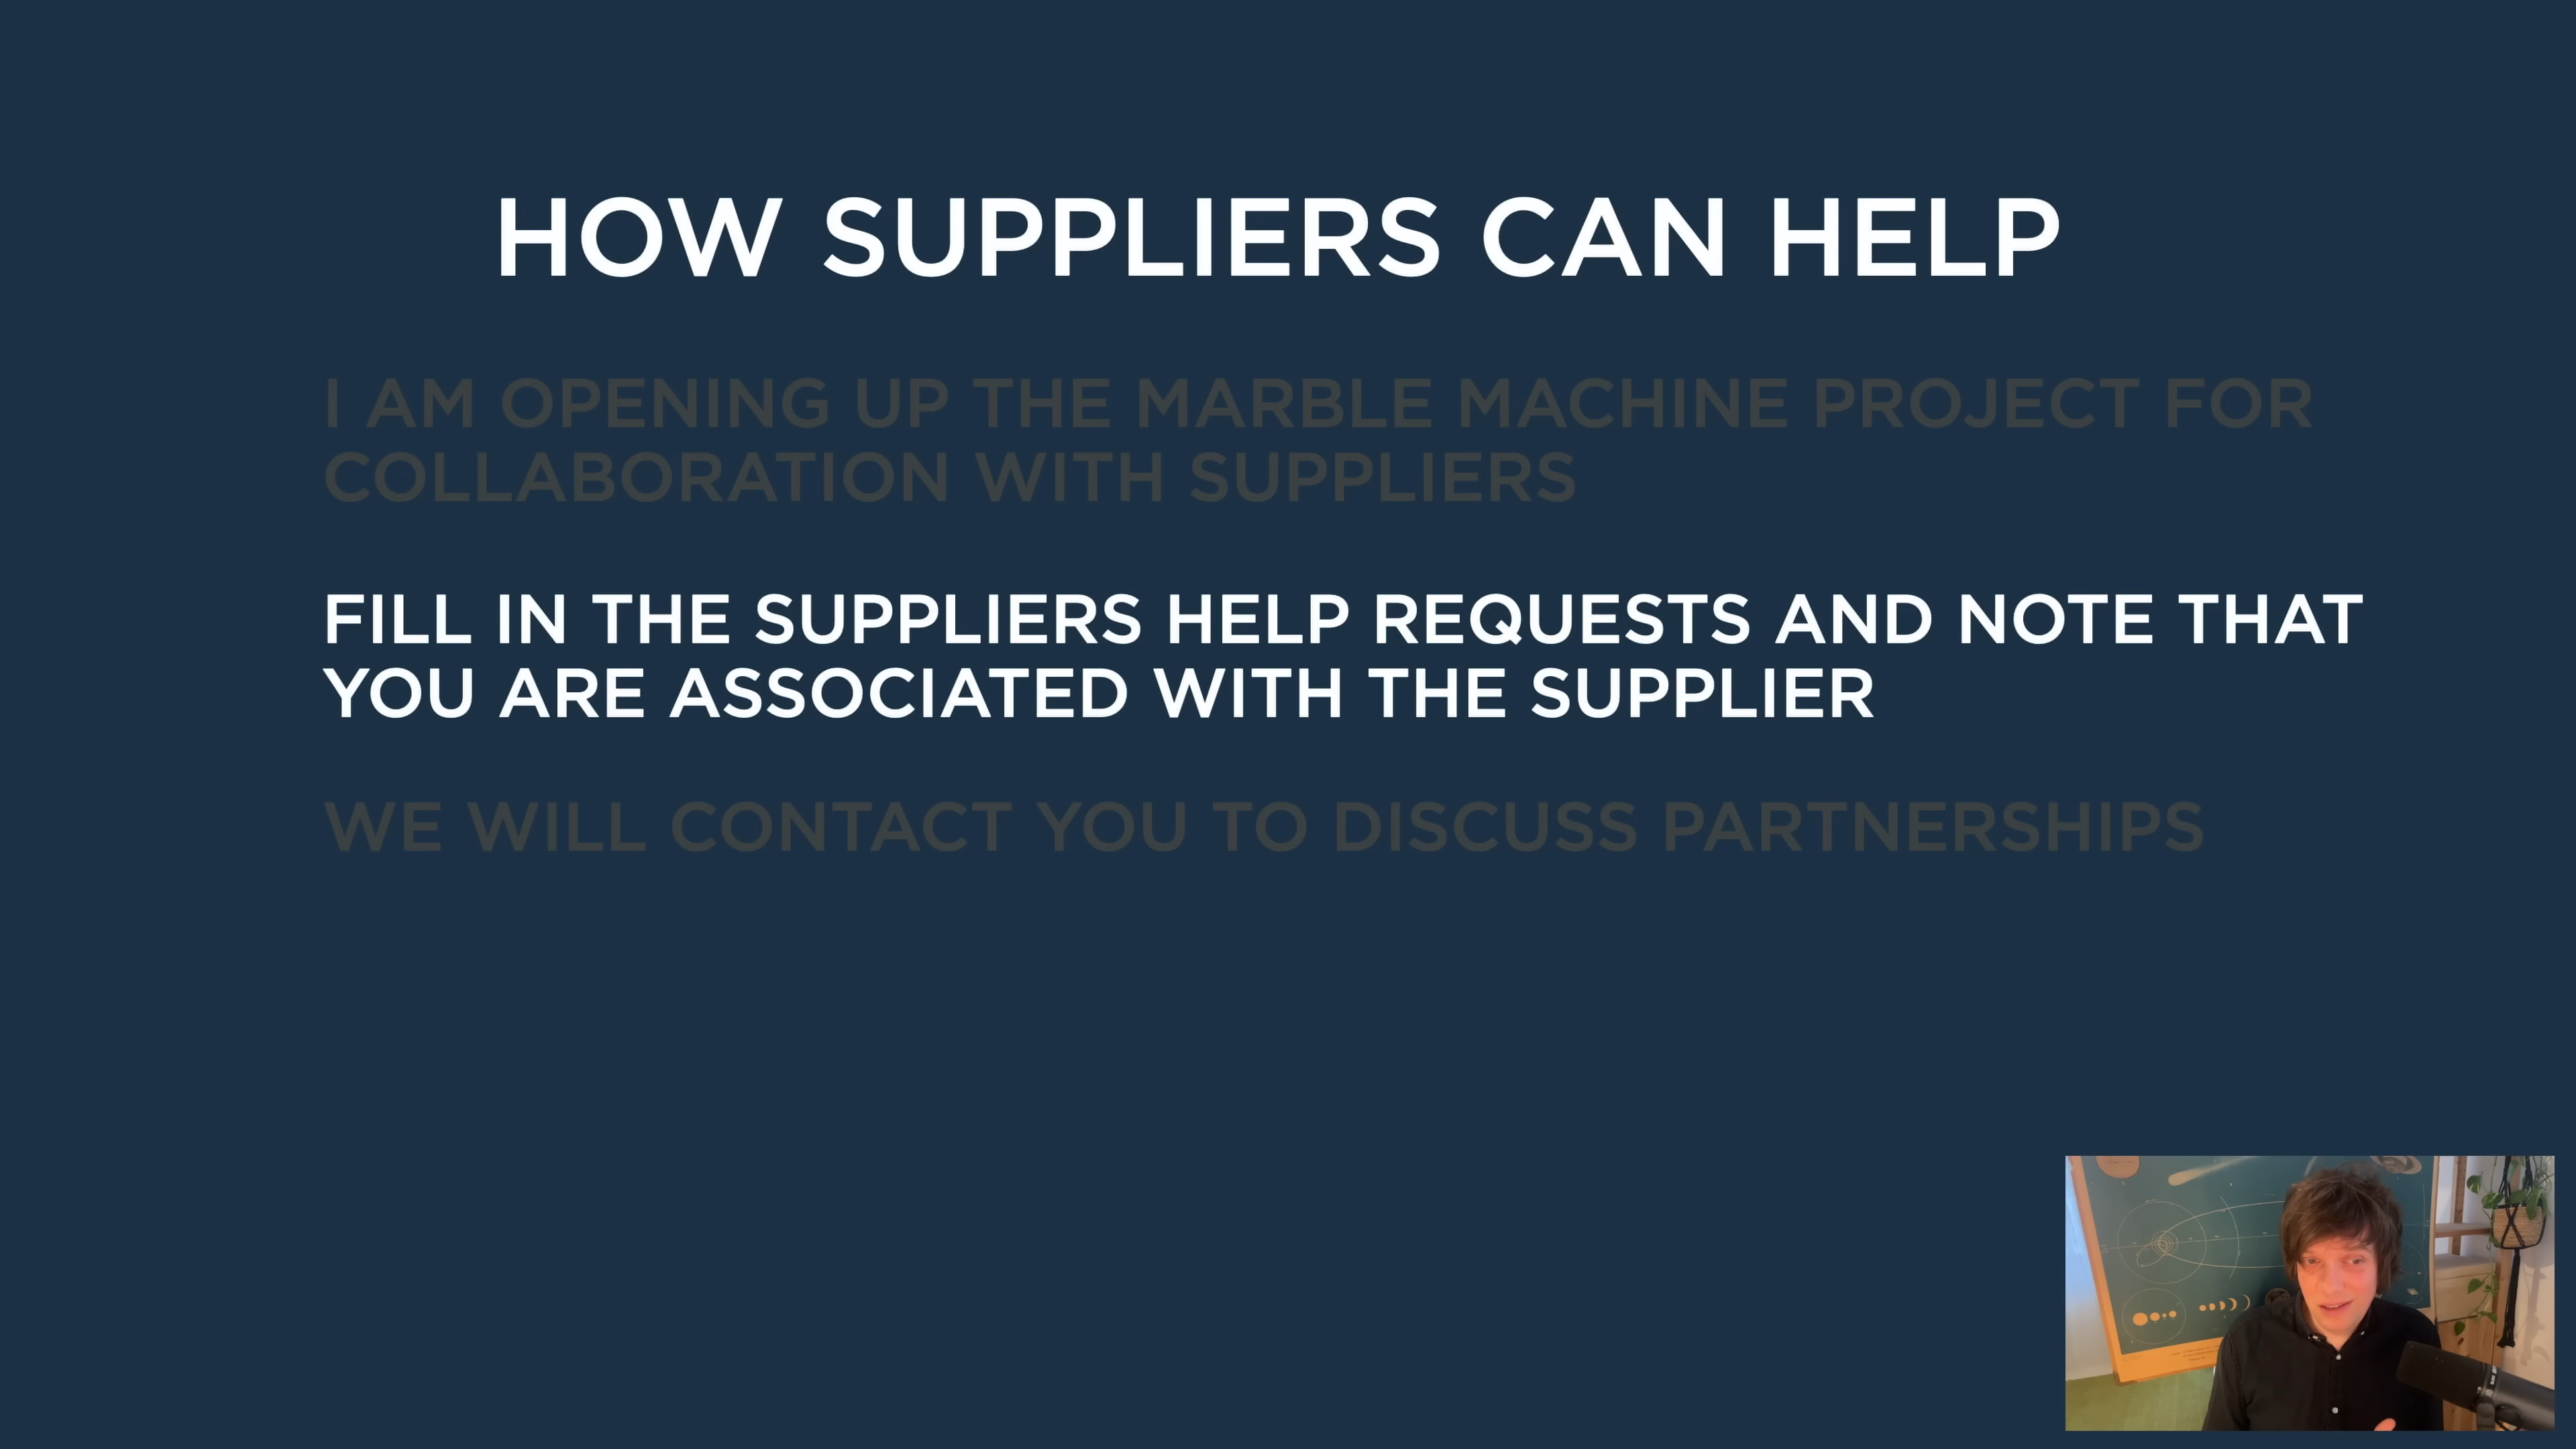 HOW SUPPLIERS CAN HELP
I AM OPENING UP THE MARBLE MACHINE PROJECT FOR
COLLABORATION WITH SUPPLIERS
FILL IN THE SUPPLIERS HELP REQUESTS AND NOTE THAT
YOU ARE ASSOCIATED WITH THE SUPPLIER
WE WILL CONTACT YOU TO DISCUSS PARTNERSHIPS